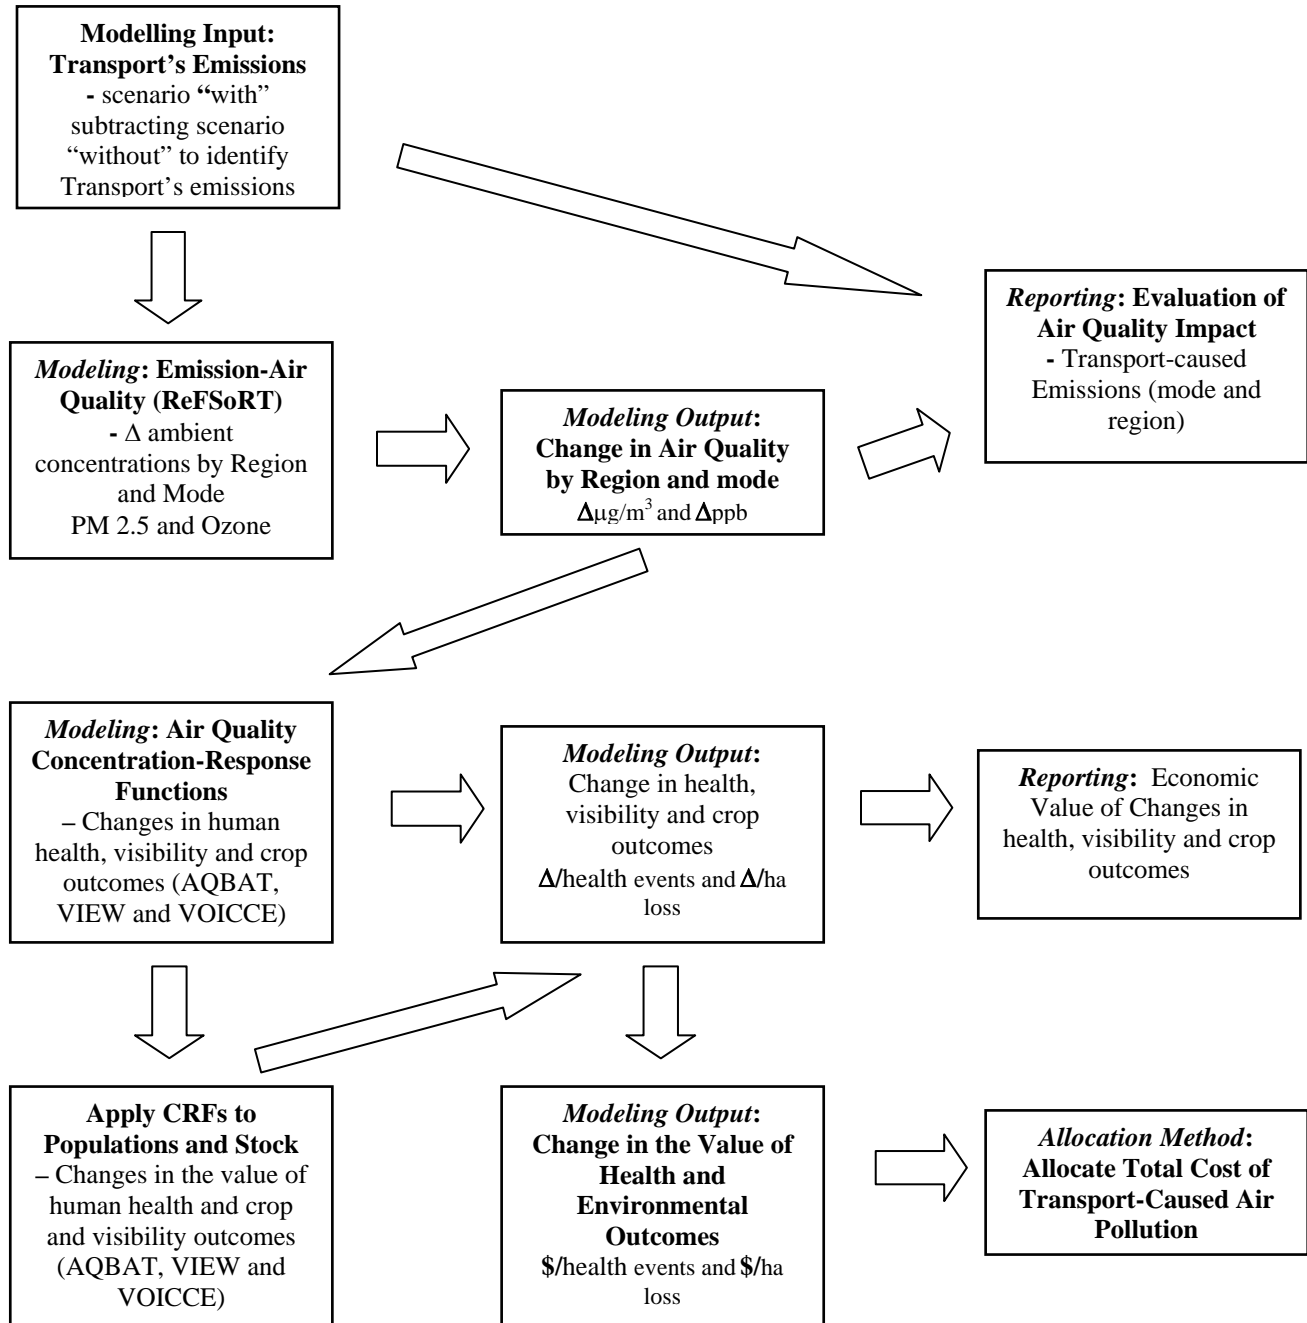 Modelling Input:
Transport’s Emissions
- scenario “with”
subtracting scenario
“without” to identify
Transport’s emissions
Reporting: Evaluation of
Air Quality Impact
- Transport-caused
Emissions (mode and
region)
Modeling: Emission-Air
Quality (ReFSoRT)
- Δ ambient
concentrations by Region
and Mode
PM 2.5 and Ozone
Modeling Output:
Change in Air Quality
by Region and mode
Δμg/m³ and Δppb
Modeling: Air Quality
Concentration-Response
Functions
– Changes in human
health, visibility and crop
outcomes (AQBAT,
VIEW and VOICCE)
Modeling Output:
Change in health,
visibility and crop
outcomes
Δ/health events and Δ/ha
loss
Reporting: Economic
Value of Changes in
health, visibility and crop
outcomes
Apply CRFs to
Populations and Stock
– Changes in the value of
human health and crop
and visibility outcomes
(AQBAT, VIEW and
VOICCE)
Modeling Output:
Change in the Value of
Health and
Environmental
Outcomes
$/health events and $/ha
loss
Allocation Method:
Allocate Total Cost of
Transport-Caused Air
Pollution